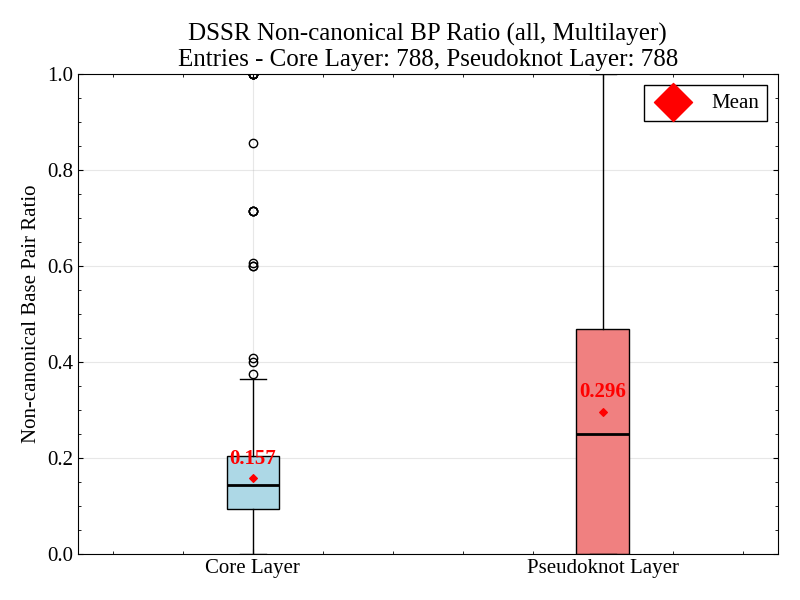 DSSR Non-canonical BP Ratio (all, Multilayer)
Entries - Core Layer: 788, Pseudoknot Layer: 788
Mean
Non-canonical Base Pair Ratio
1.0
0.8
0.6
0.4
0.2
0.0
0.157
0.296
Core Layer
Pseudoknot Layer